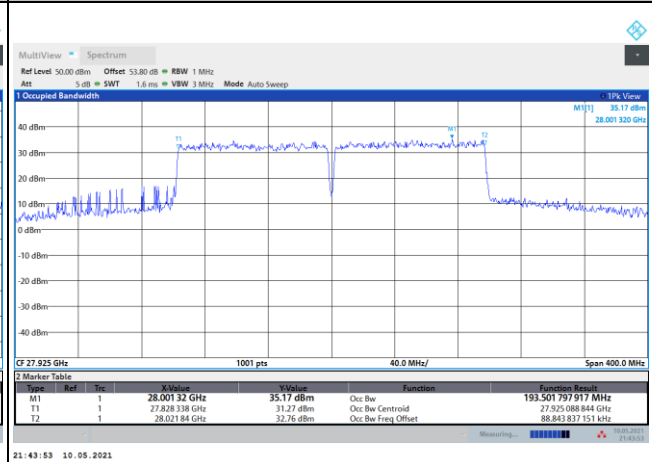 MultiView Spectrum
Ref Level 50.00 dBm Offset 53.80 dB RBW 1 MHz
Att 5 dB SWT 1.6 ms VBW 3 MHz Mode Auto Sweep
1 Occupied Bandwidth 1Pk View
M1[1] 35.17 dBm
28.001 320 GHz
40 dBm
M1
T1
T2
30 dBm
20 dBm
10 dBm
0 dBm
-10 dBm
-20 dBm
-30 dBm
-40 dBm
CF 27.925 GHz 1001 pts 40.0 MHz/ Span 400.0 MHz
2 Marker Table
Type Ref Trc X-Value Y-Value Function Function Result
M1 1 28.001 32 GHz 35.17 dBm Occ Bw 193.501 797 917 MHz
T1 1 27.828 338 GHz 31.27 dBm Occ Bw Centroid 27.925 088 844 GHz
T2 1 28.021 84 GHz 32.76 dBm Occ Bw Freq Offset 88.843 837 151 kHz
Measuring... 10.05.2021
21:43:53
21:43:53 10.05.2021